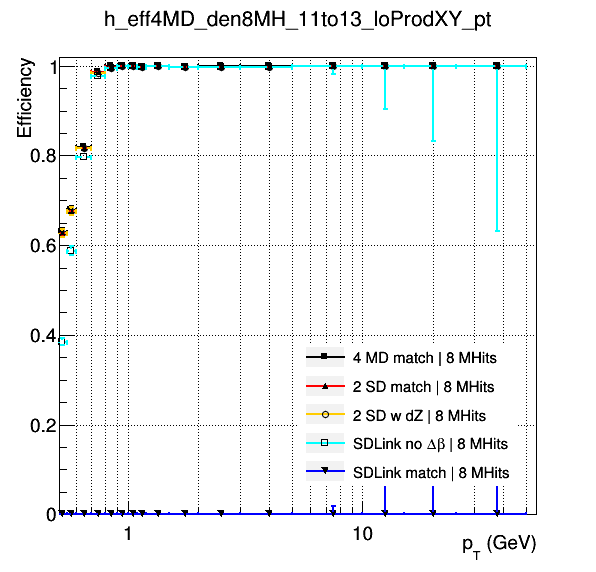 h_eff4MD_den8MH_11to13_loProdXY_pt
Efficiency
1
0.8
0.6
0.4
0.2
0
4 MD match | 8 MHits
2 SD match | 8 MHits
2 SD w dZ | 8 MHits
SDLink no Δβ | 8 MHits
SDLink match | 8 MHits
1
10
p_T (GeV)